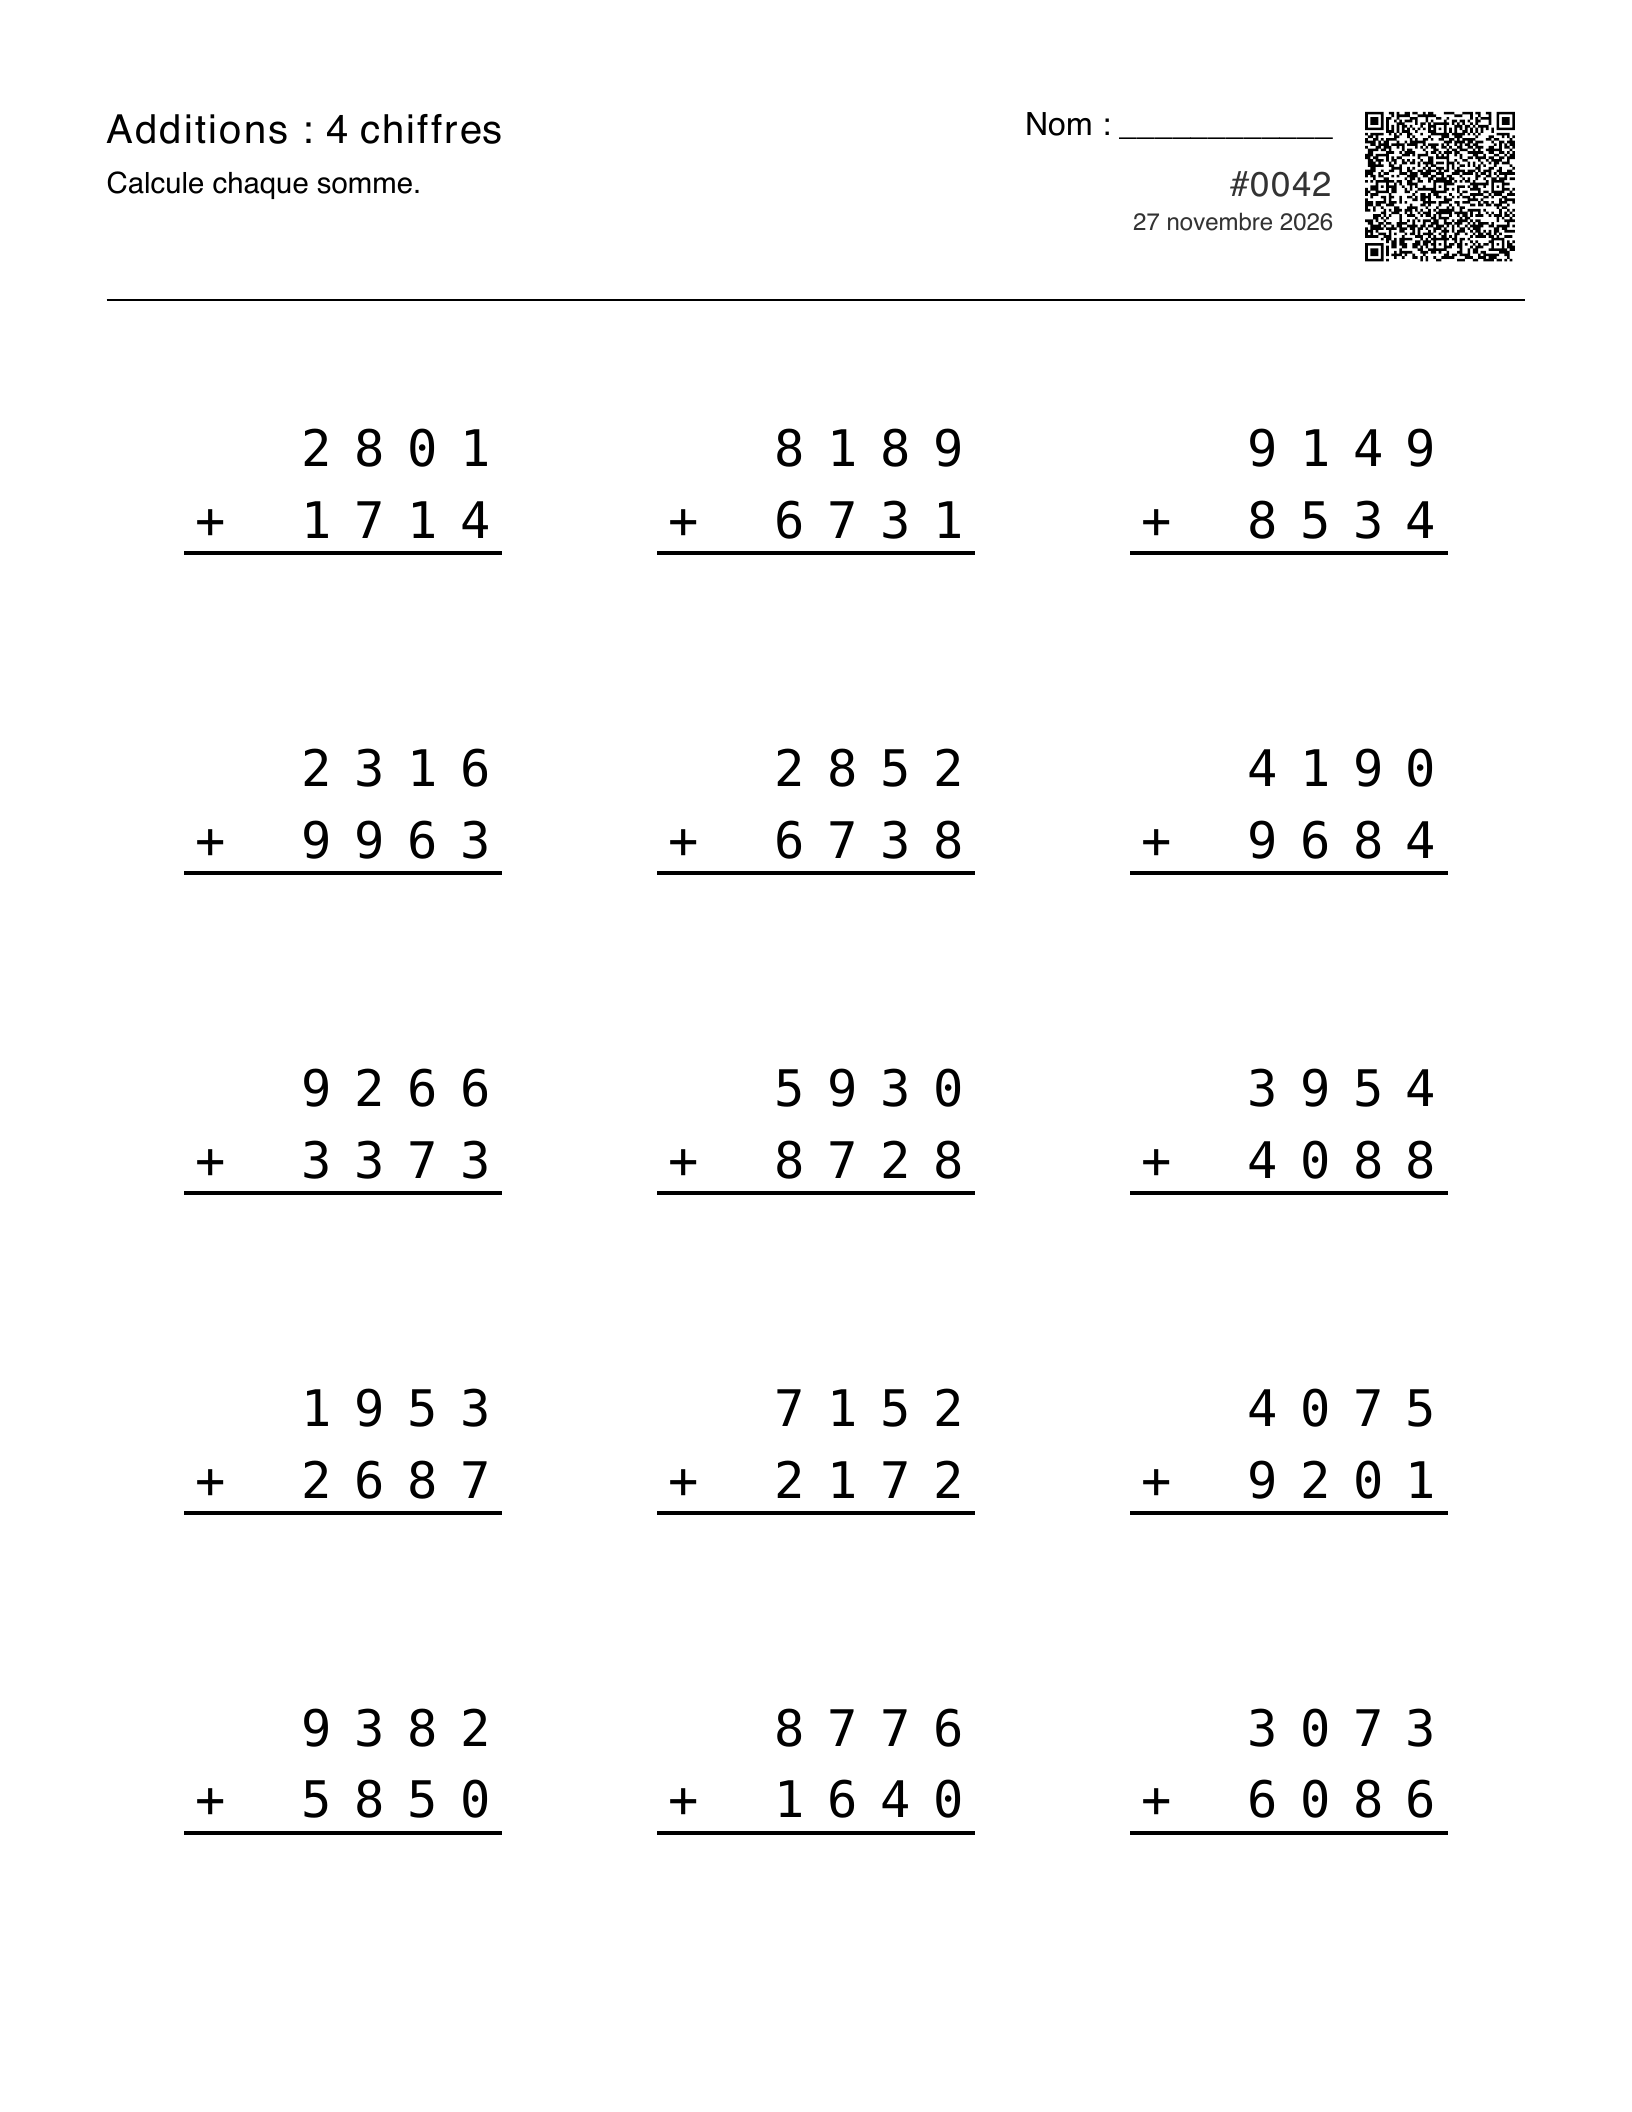 Additions : 4 chiffres
Calcule chaque somme.
Nom : ____________
#0042
27 novembre 2026
2 8 0 1
+ 1 7 1 4
8 1 8 9
+ 6 7 3 1
9 1 4 9
+ 8 5 3 4
2 3 1 6
+ 9 9 6 3
2 8 5 2
+ 6 7 3 8
4 1 9 0
+ 9 6 8 4
9 2 6 6
+ 3 3 7 3
5 9 3 0
+ 8 7 2 8
3 9 5 4
+ 4 0 8 8
1 9 5 3
+ 2 6 8 7
7 1 5 2
+ 2 1 7 2
4 0 7 5
+ 9 2 0 1
9 3 8 2
+ 5 8 5 0
8 7 7 6
+ 1 6 4 0
3 0 7 3
+ 6 0 8 6